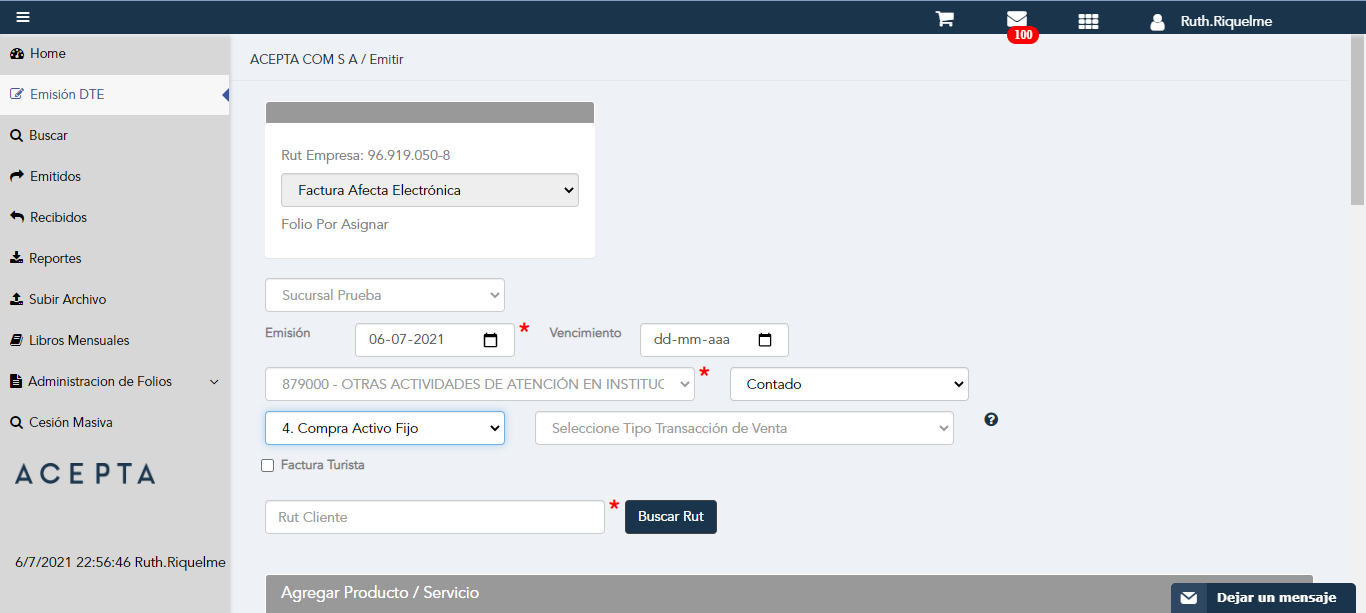 Ruth.Riquelme
100
Home
Emisión DTE
Buscar
Emitidos
Recibidos
Reportes
Subir Archivo
Libros Mensuales
Administracion de Folios
Cesión Masiva
ACEPTA
6/7/2021 22:56:46 Ruth.Riquelme
ACEPTA COM S A / Emitir
Rut Empresa: 96.919.050-8
Factura Afecta Electrónica
Folio Por Asignar
Sucursal Prueba
Emisión 06-07-2021 * Vencimiento dd-mm-aaa
879000 - OTRAS ACTIVIDADES DE ATENCIÓN EN INSTITUC * Contado
4. Compra Activo Fijo Seleccione Tipo Transacción de Venta ?
Factura Turista
Rut Cliente * Buscar Rut
Agregar Producto / Servicio
Dejar un mensaje